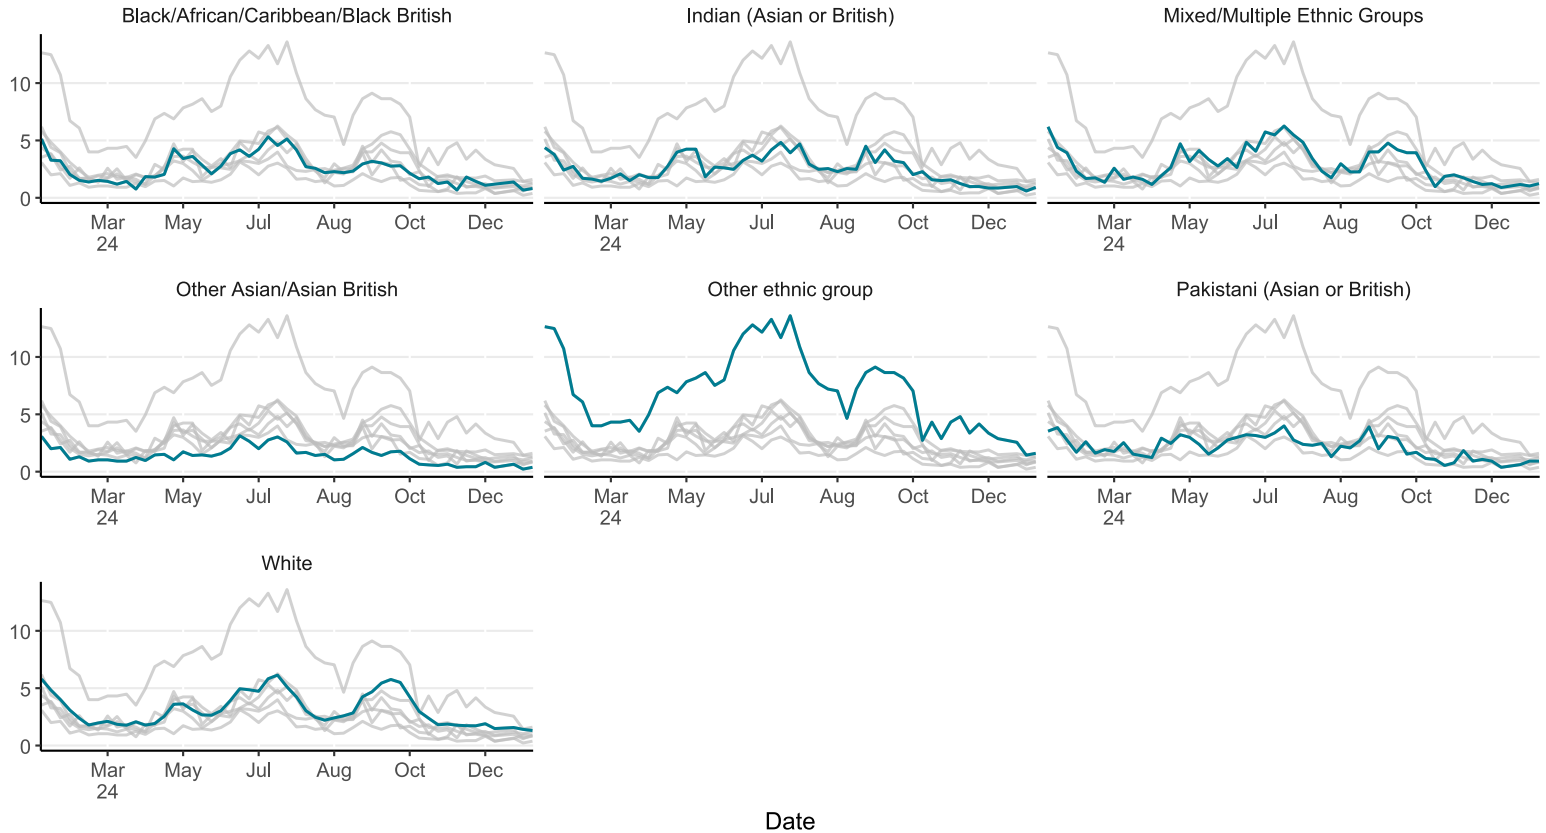 Black/African/Caribbean/Black British
Indian (Asian or British)
Mixed/Multiple Ethnic Groups
10
5
0
Mar
24
May
Jul
Aug
Oct
Dec
Mar
24
May
Jul
Aug
Oct
Dec
Mar
24
May
Jul
Aug
Oct
Dec
Other Asian/Asian British
Other ethnic group
Pakistani (Asian or British)
10
5
0
Mar
24
May
Jul
Aug
Oct
Dec
Mar
24
May
Jul
Aug
Oct
Dec
Mar
24
May
Jul
Aug
Oct
Dec
White
10
5
0
Mar
24
May
Jul
Aug
Oct
Dec
Date